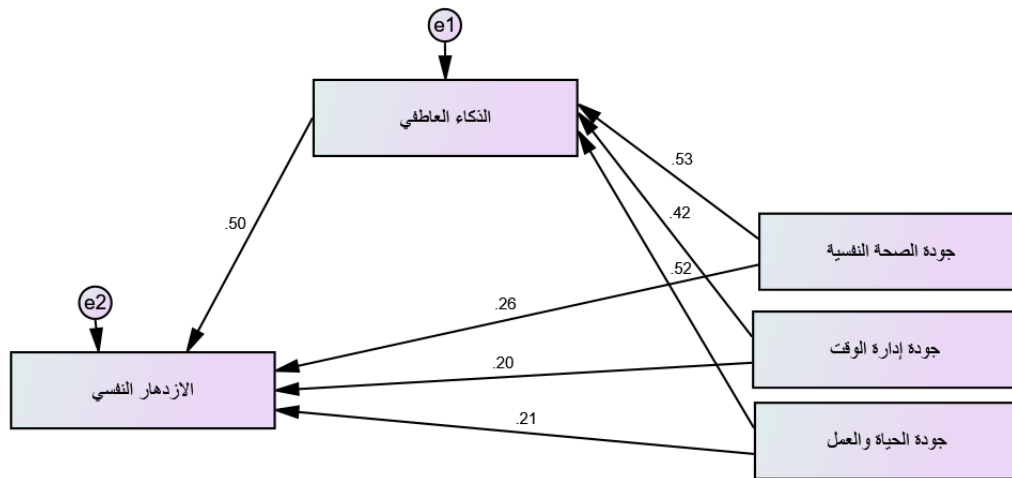 e1
الذكاء العاطفي
.53
.42
.50
جودة الصحة النفسية
.52
e2
.26
جودة إدارة الوقت
.20
الازدهار النفسي
.21
جودة الحياة والعمل